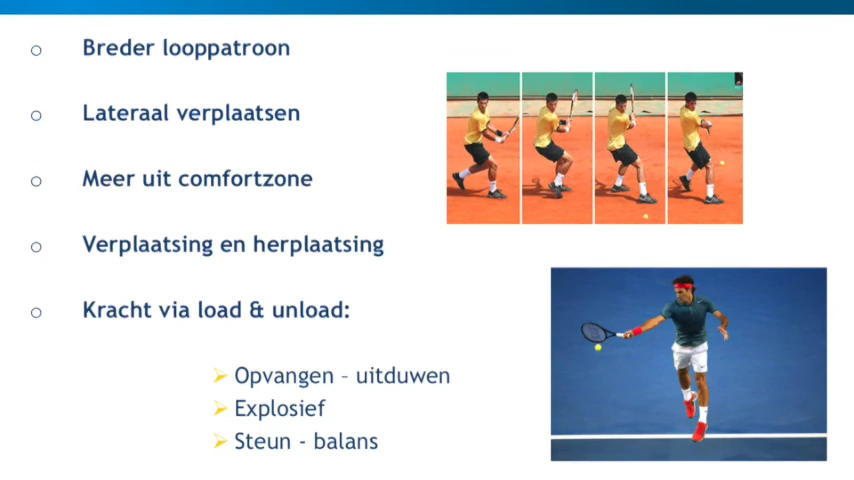 Breder looppatroon
Lateraal verplaatsen
Meer uit comfortzone
Verplaatsing en herplaatsing
Kracht via load & unload:
Opvangen – uitduwen
Explosief
Steun - balans